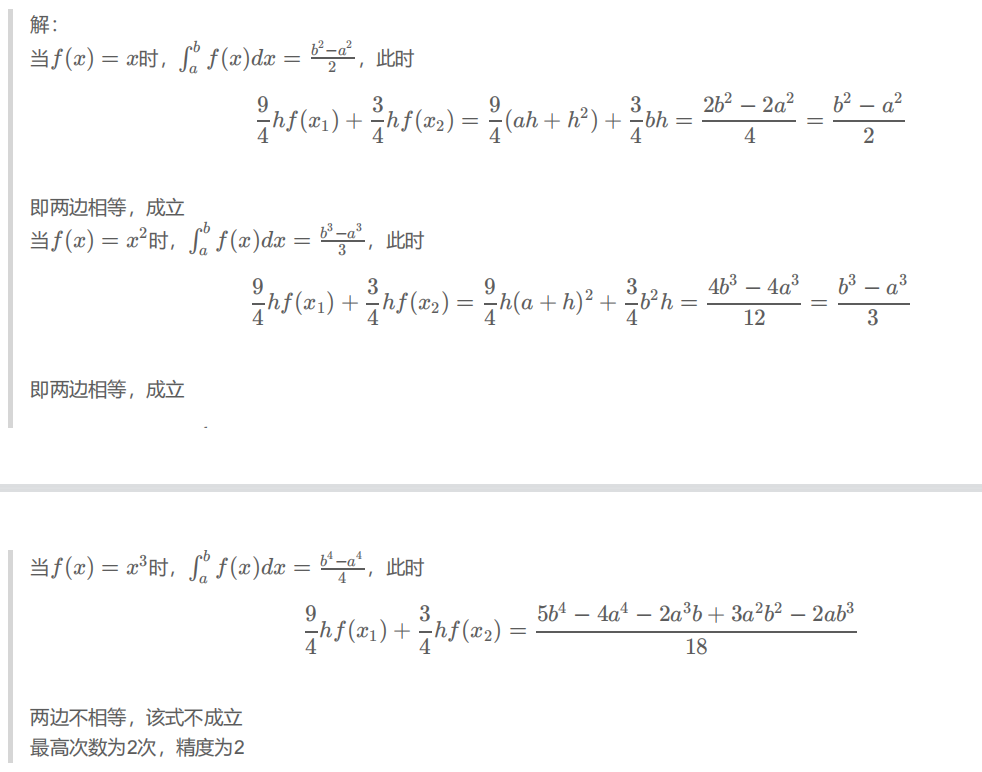 解：
当f(x) = x时，∫_a^b f(x)dx = \frac{b^2-a^2}{2}，此时
\frac{9}{4}hf(x_1) + \frac{3}{4}hf(x_2) = \frac{9}{4}(ah + h^2) + \frac{3}{4}bh = \frac{2b^2 - 2a^2}{4} = \frac{b^2 - a^2}{2}
即两边相等，成立
当f(x) = x^2时，∫_a^b f(x)dx = \frac{b^3-a^3}{3}，此时
\frac{9}{4}hf(x_1) + \frac{3}{4}hf(x_2) = \frac{9}{4}h(a + h)^2 + \frac{3}{4}b^2h = \frac{4b^3 - 4a^3}{12} = \frac{b^3 - a^3}{3}
即两边相等，成立
当f(x) = x^3时，∫_a^b f(x)dx = \frac{b^4-a^4}{4}，此时
\frac{9}{4}hf(x_1) + \frac{3}{4}hf(x_2) = \frac{5b^4 - 4a^4 - 2a^3b + 3a^2b^2 - 2ab^3}{18}
两边不相等，该式不成立
最高次数为2次，精度为2